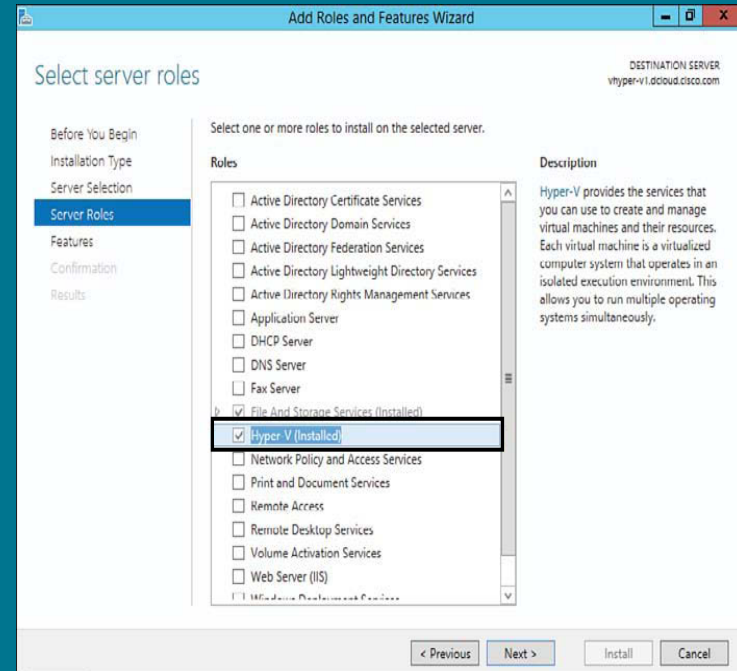 Add Roles and Features Wizard
Select server roles
DESTINATION SERVER
vhyper-v1.dcloud.cisco.com
Before You Begin
Installation Type
Server Selection
Server Roles
Features
Confirmation
Results
Select one or more roles to install on the selected server.
Roles
Active Directory Certificate Services
Active Directory Domain Services
Active Directory Federation Services
Active Directory Lightweight Directory Services
Active Directory Rights Management Services
Application Server
DHCP Server
DNS Server
Fax Server
File And Storage Services (Installed)
Hyper-V (Installed)
Network Policy and Access Services
Print and Document Services
Remote Access
Remote Desktop Services
Volume Activation Services
Web Server (IIS)
Windows Deployment Services
Description
Hyper-V provides the services that
you can use to create and manage
virtual machines and their resources.
Each virtual machine is a virtualized
computer system that operates in an
isolated execution environment. This
allows you to run multiple operating
systems simultaneously.
< Previous
Next >
Install
Cancel